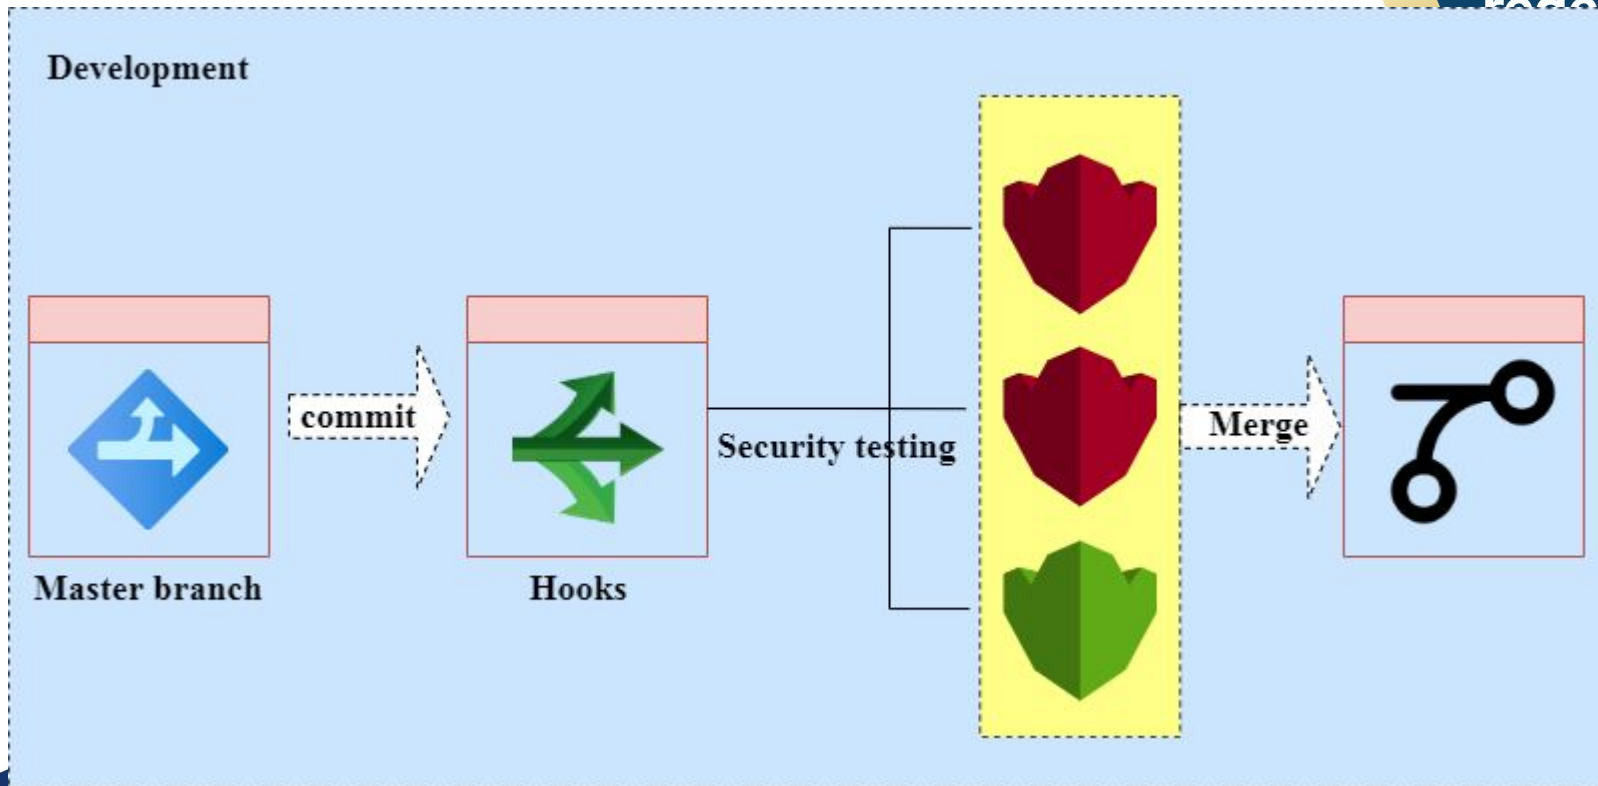 Development
commit
Security testing
Merge
Master branch
Hooks